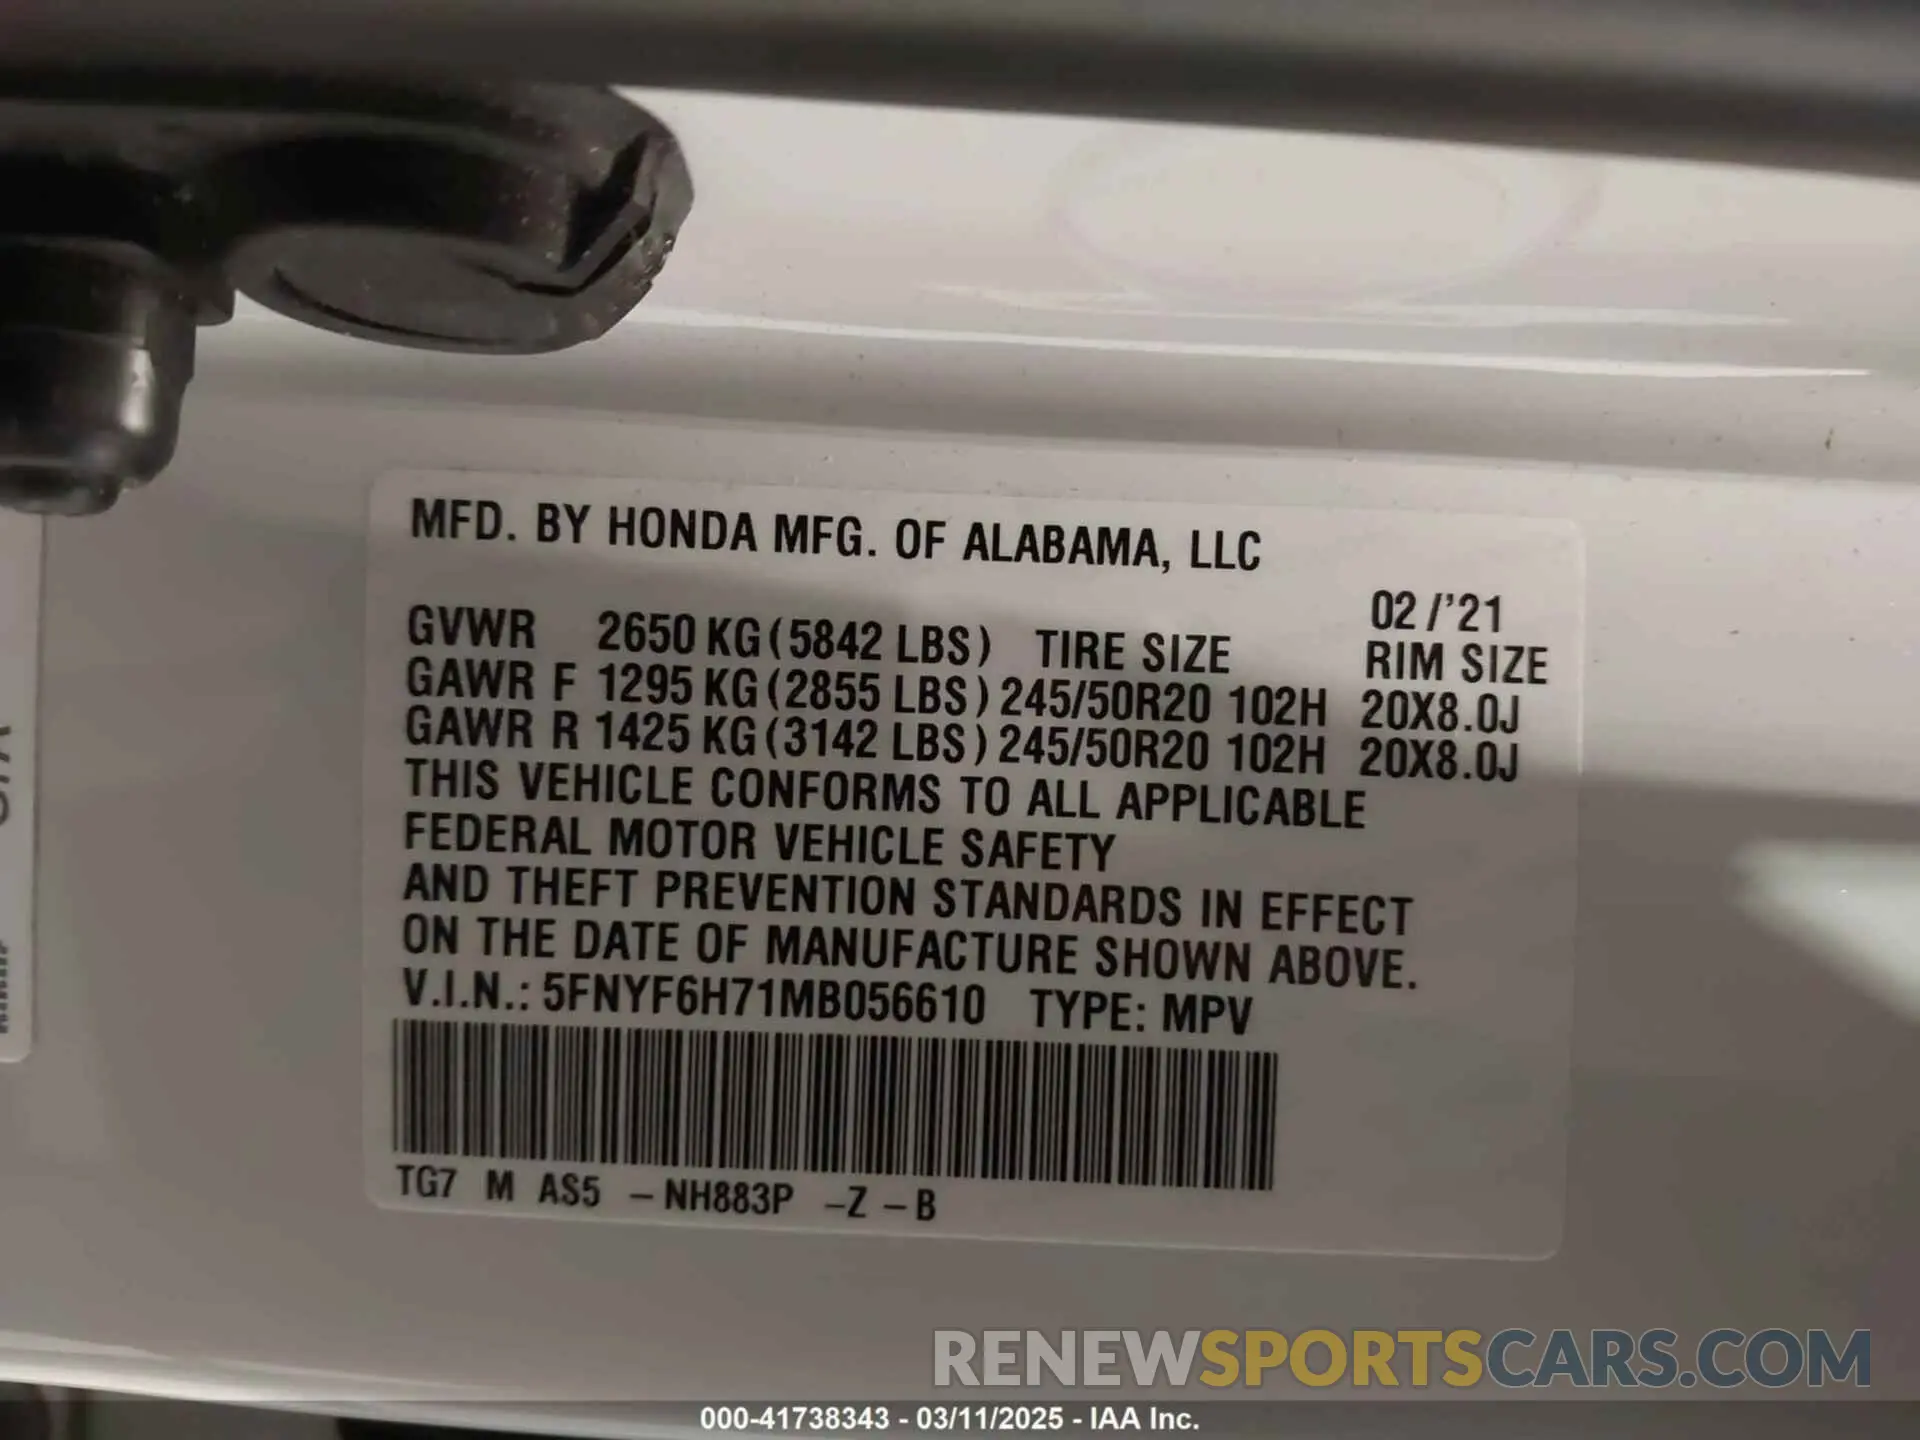 MFD. BY HONDA MFG. OF ALABAMA, LLC
02 /'21
GVWR 2650 KG (5842 LBS) TIRE SIZE RIM SIZE
GAWR F 1295 KG (2855 LBS) 245/50R20 102H 20X8.0J
GAWR R 1425 KG (3142 LBS) 245/50R20 102H 20X8.0J
THIS VEHICLE CONFORMS TO ALL APPLICABLE
FEDERAL MOTOR VEHICLE SAFETY
AND THEFT PREVENTION STANDARDS IN EFFECT
ON THE DATE OF MANUFACTURE SHOWN ABOVE.
V.I.N.: 5FNYF6H71MB056610 TYPE: MPV
TG7 M AS5 – NH883P –Z – B
RENEWSPORTSCARS.COM
000-41738343 - 03/11/2025 - IAA Inc.